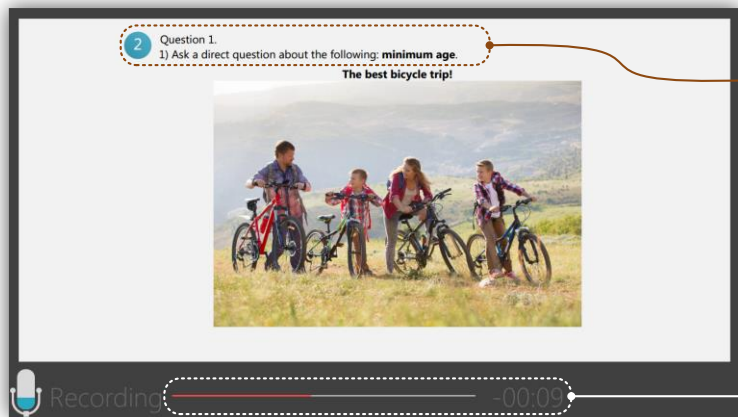 2
Question 1.
1) Ask a direct question about the following: minimum age.
The best bicycle trip!
Recording
-00:09